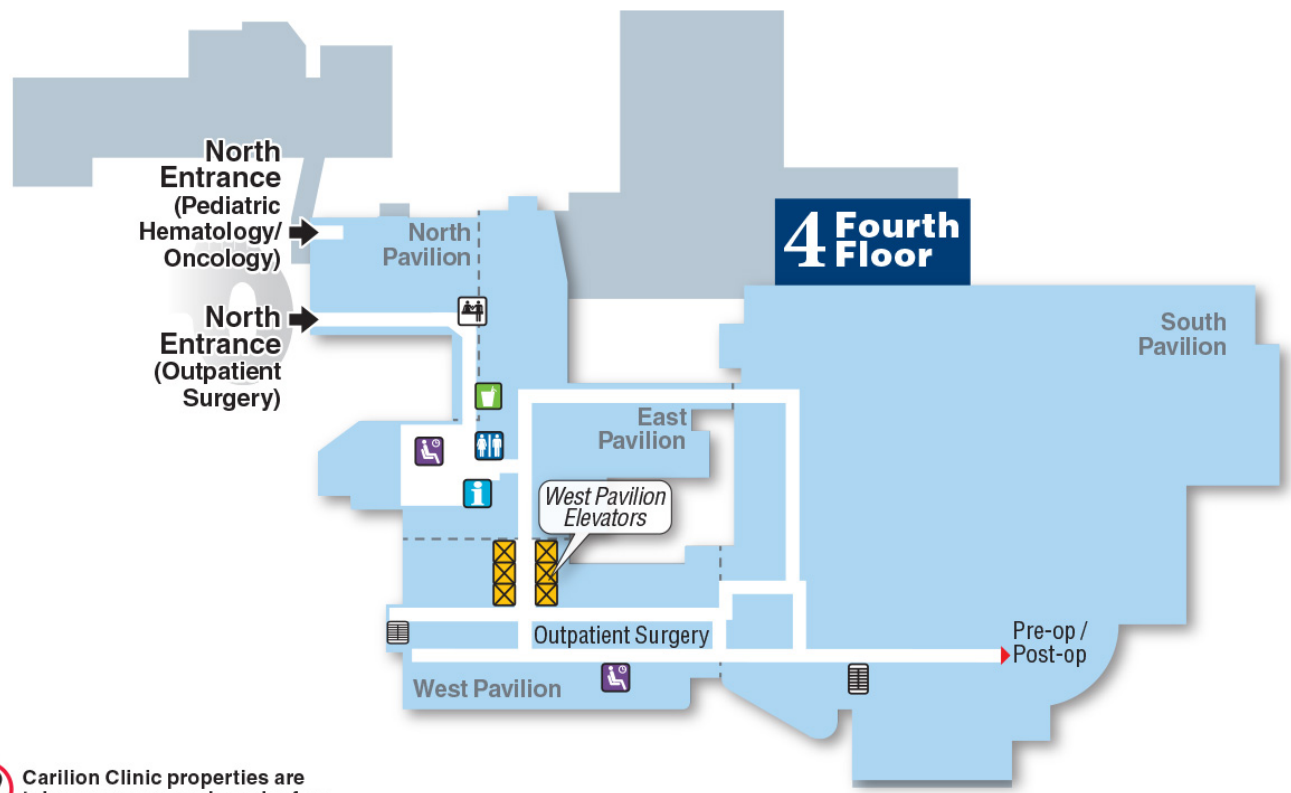 North
Entrance
(Pediatric
Hematology/
Oncology)
North
Pavilion
4 Fourth
Floor
North
Entrance
(Outpatient
Surgery)
South
Pavilion
East
Pavilion
i
West Pavilion
Elevators
Outpatient Surgery
Pre-op /
Post-op
West Pavilion
Carilion Clinic properties are